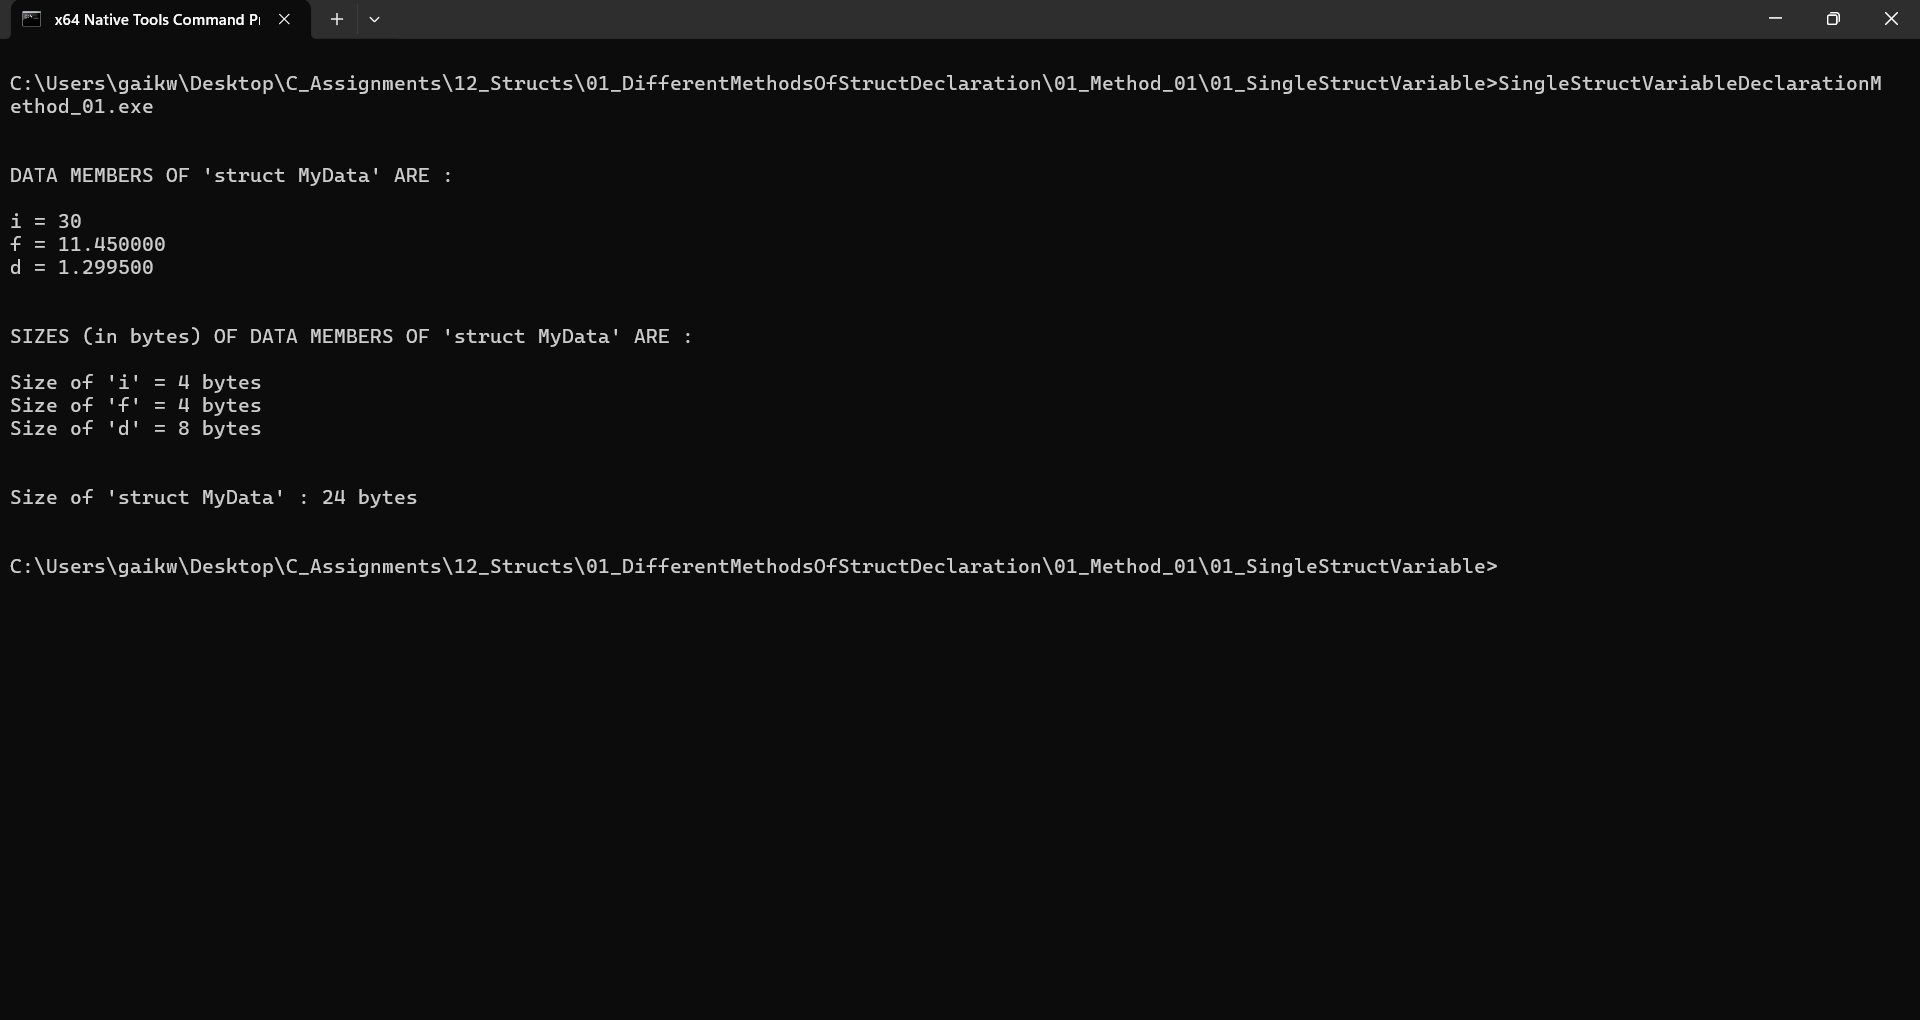 x64 Native Tools Command P
C:\Users\gaikw\Desktop\C_Assignments\12_Structs\01_DifferentMethodsOfStructDeclaration\01_Method_01\01_SingleStructVariable>SingleStructVariableDeclarationM
ethod_01.exe
DATA MEMBERS OF 'struct MyData' ARE :
i = 30
f = 11.450000
d = 1.299500
SIZES (in bytes) OF DATA MEMBERS OF 'struct MyData' ARE :
Size of 'i' = 4 bytes
Size of 'f' = 4 bytes
Size of 'd' = 8 bytes
Size of 'struct MyData' : 24 bytes
C:\Users\gaikw\Desktop\C_Assignments\12_Structs\01_DifferentMethodsOfStructDeclaration\01_Method_01\01_SingleStructVariable>